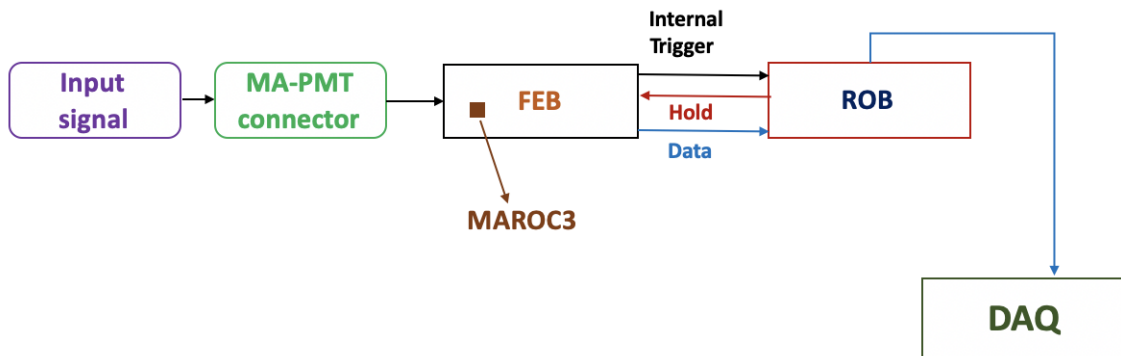 Internal
Trigger
Input
signal
MA-PMT
connector
FEB
Hold
Data
ROB
MAROC3
DAQ